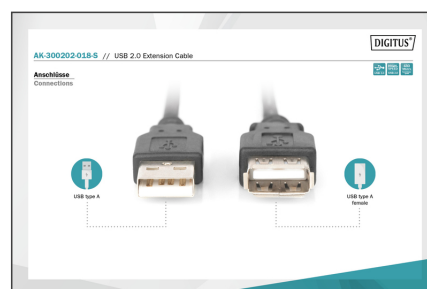 DIGITUS®
AK-300202-018-S // USB 2.0 Extension Cable
Anschlüsse
Connections
USB type A
USB type A
female